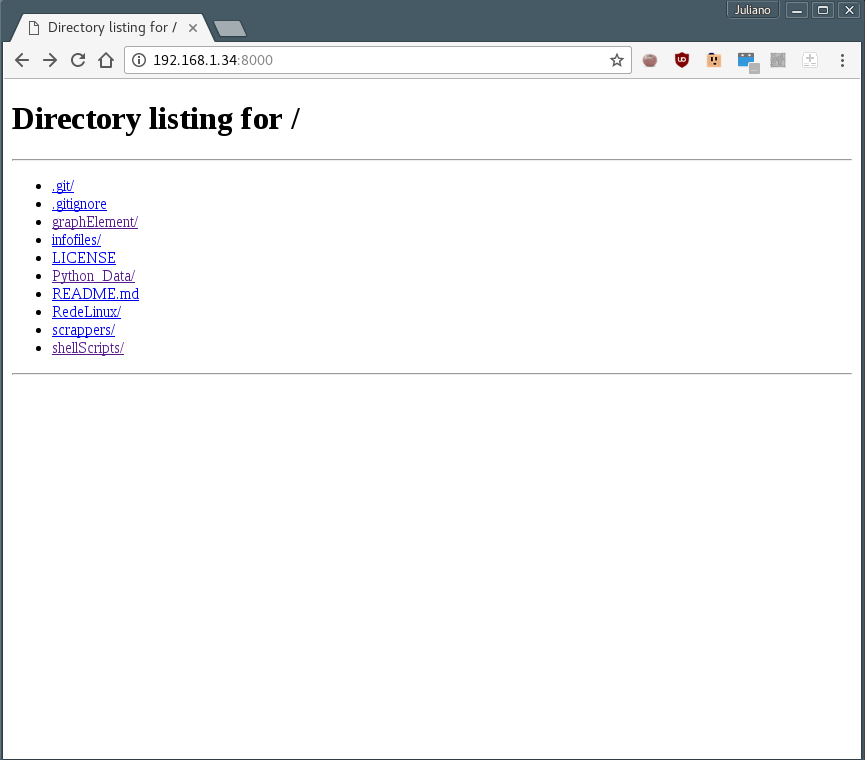 Juliano
Directory listing for /
192.168.1.34:8000
Directory listing for /
.git/
.gitignore
graphElement/
infofiles/
LICENSE
Python_Data/
README.md
RedeLinux/
scrappers/
shellScripts/